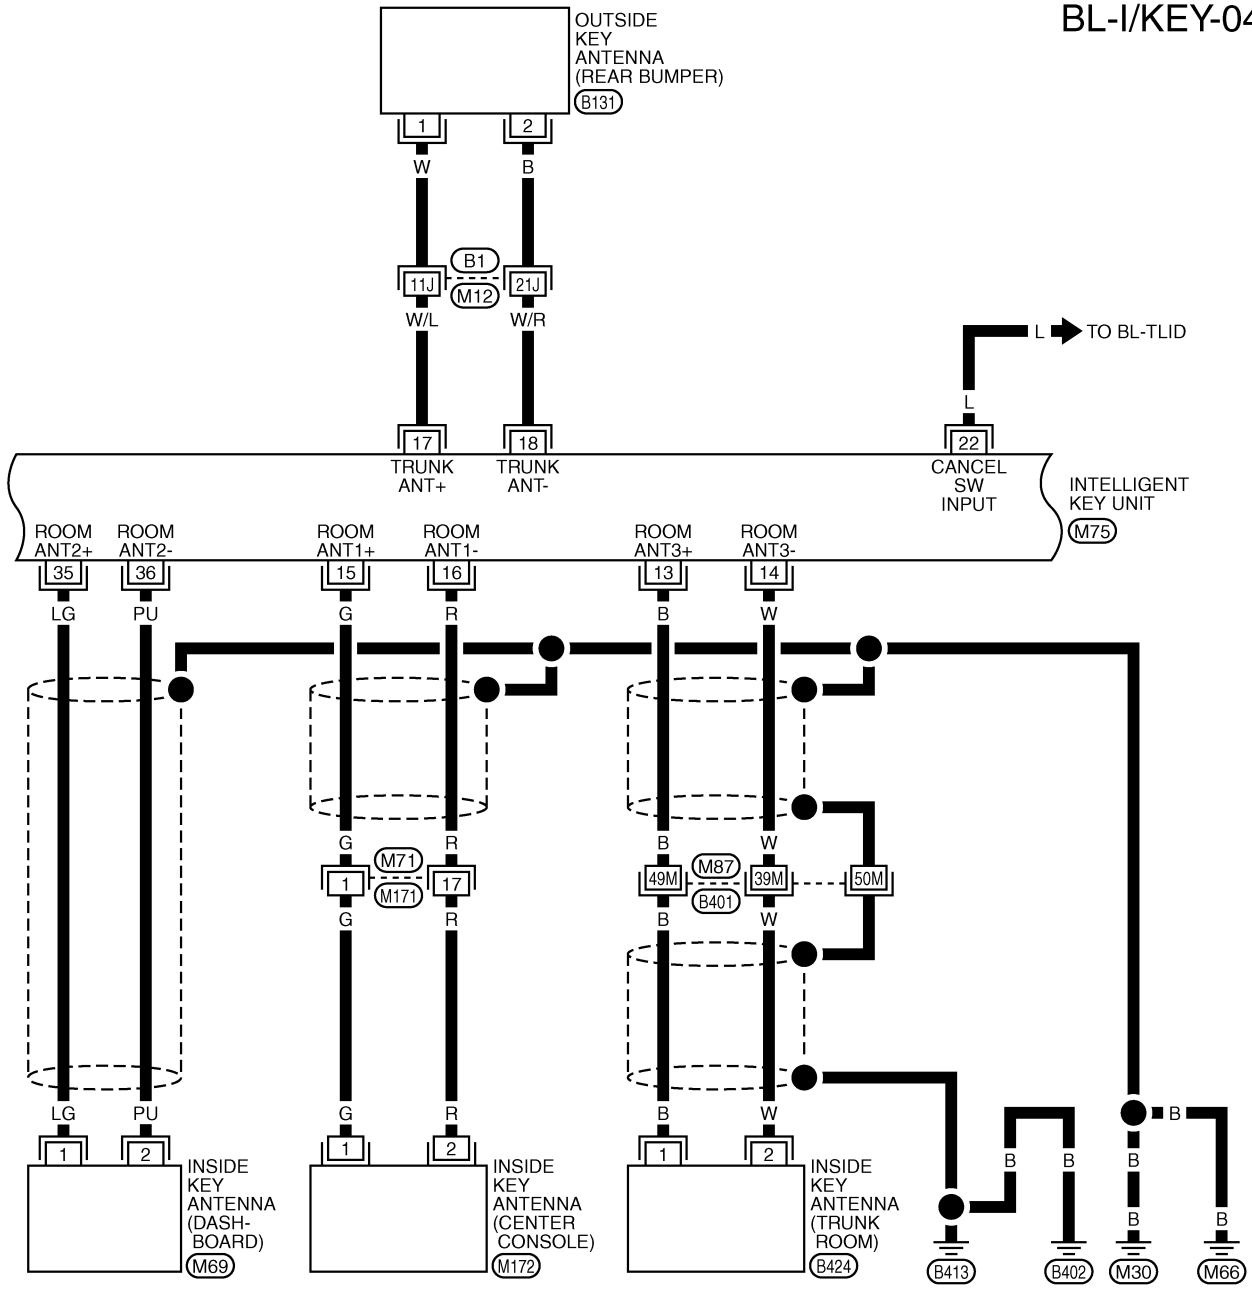 BL-I/KEY-04
OUTSIDE
KEY
ANTENNA
(REAR BUMPER)
B131
1 2
W B
B1
11J 21J
M12
W/L W/R
L TO BL-TLID
L
17 18 22
TRUNK ANT+
TRUNK ANT-
CANCEL SW INPUT
INTELLIGENT
KEY UNIT
M75
ROOM ANT2+
ROOM ANT2-
ROOM ANT1+
ROOM ANT1-
ROOM ANT3+
ROOM ANT3-
35 36 15 16 13 14
LG PU G R B W
G R B W
M71 M87
1 17 49M 39M 50M
M171 B401
G R B W
LG PU G R B W
B
B B B
1 2 1 2 1 2
INSIDE
KEY
ANTENNA
(DASH-
BOARD)
M69
INSIDE
KEY
ANTENNA
(CENTER
CONSOLE)
M172
INSIDE
KEY
ANTENNA
(TRUNK
ROOM)
B424
B B
B413 B402 M30 M66